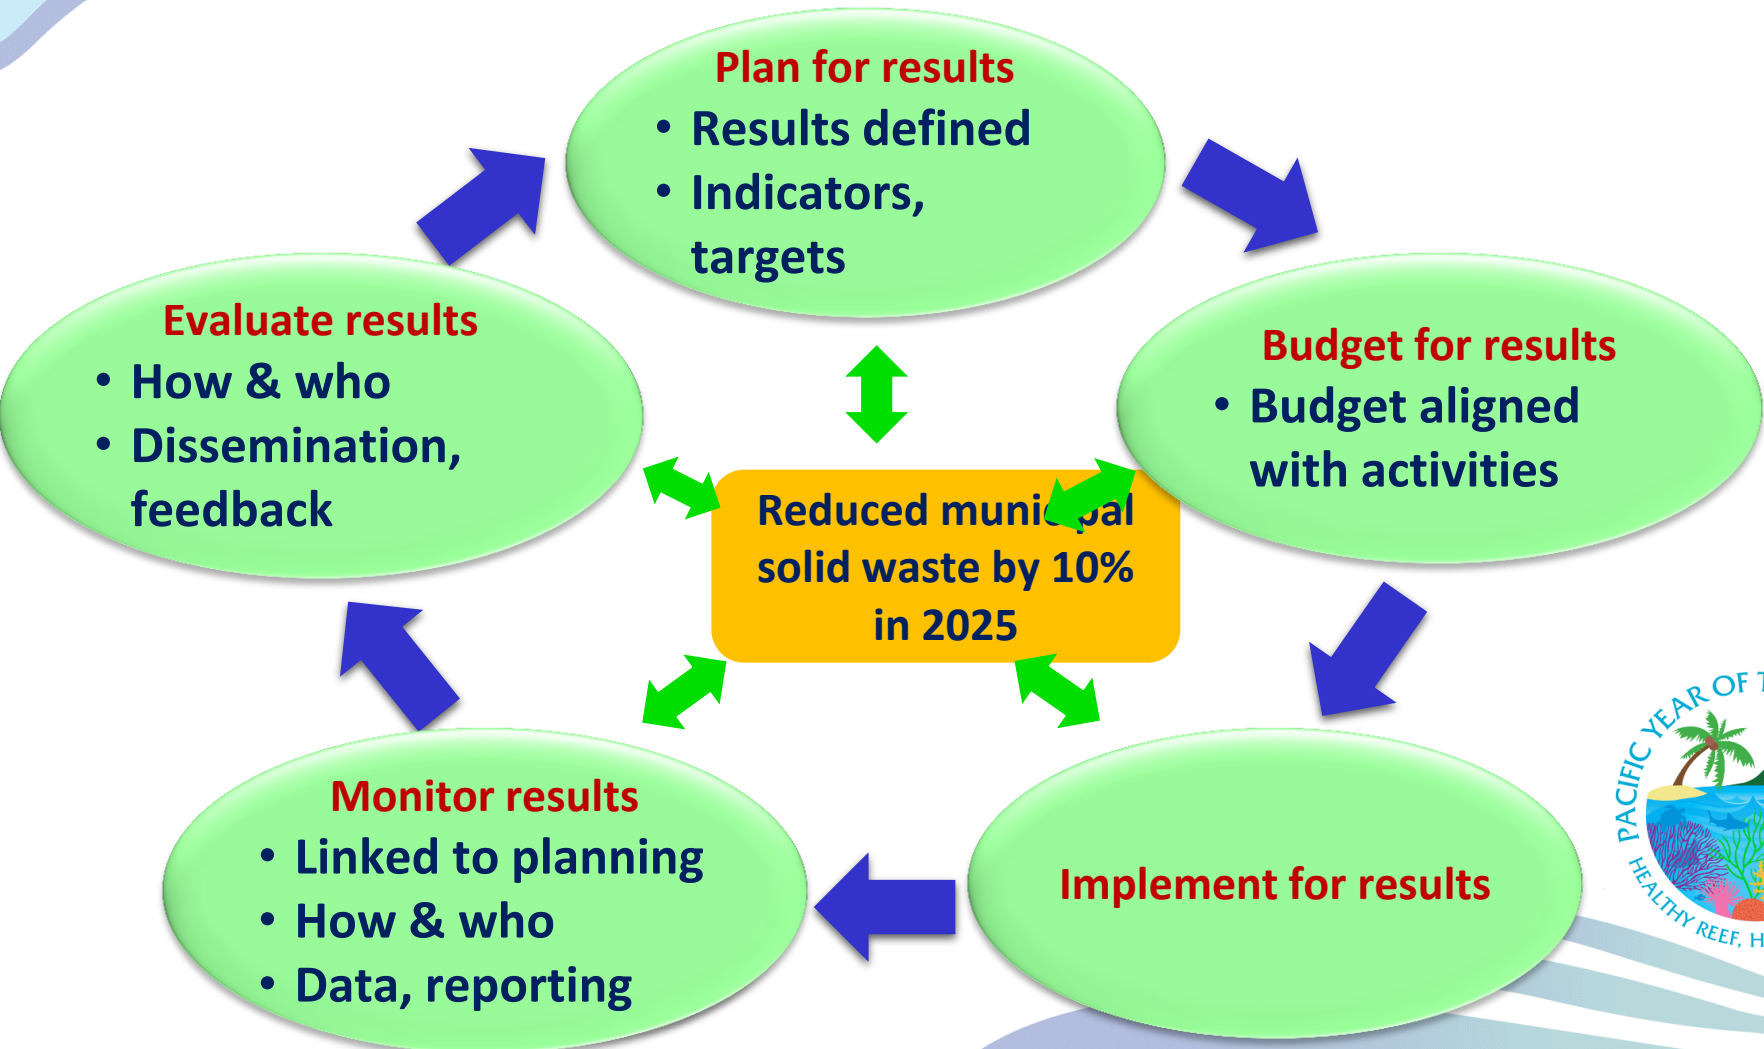 Plan for results
• Results defined
• Indicators,
targets
Evaluate results
• How & who
• Dissemination,
feedback
Budget for results
• Budget aligned
with activities
Reduced municipal
solid waste by 10%
in 2025
Monitor results
• Linked to planning
• How & who
• Data, reporting
Implement for results
PACIFIC YEAR OF
HEALTHY REEF,